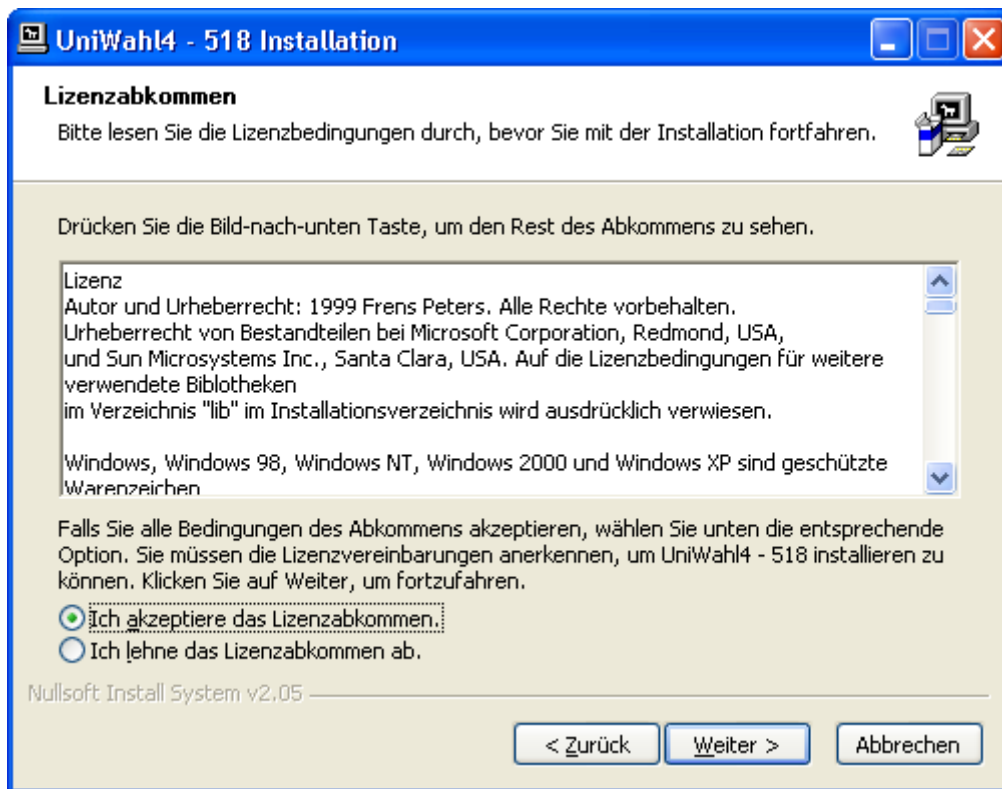 UniWahl4 - 518 Installation
Lizenzabkommen
Bitte lesen Sie die Lizenzbedingungen durch, bevor Sie mit der Installation fortfahren.
Drücken Sie die Bild-nach-unten Taste, um den Rest des Abkommens zu sehen.
Lizenz
Autor und Urheberrecht: 1999 Frens Peters. Alle Rechte vorbehalten.
Urheberrecht von Bestandteilen bei Microsoft Corporation, Redmond, USA,
und Sun Microsystems Inc., Santa Clara, USA. Auf die Lizenzbedingungen für weitere
verwendete Biblotheken
im Verzeichnis "lib" im Installationsverzeichnis wird ausdrücklich verwiesen.
Windows, Windows 98, Windows NT, Windows 2000 und Windows XP sind geschützte
Warenzeichen
Falls Sie alle Bedingungen des Abkommens akzeptieren, wählen Sie unten die entsprechende
Option. Sie müssen die Lizenzvereinbarungen anerkennen, um UniWahl4 - 518 installieren zu
können. Klicken Sie auf Weiter, um fortzufahren.
Ich akzeptiere das Lizenzabkommen.
Ich lehne das Lizenzabkommen ab.
Nullsoft Install System v2.05
< Zurück
Weiter >
Abbrechen